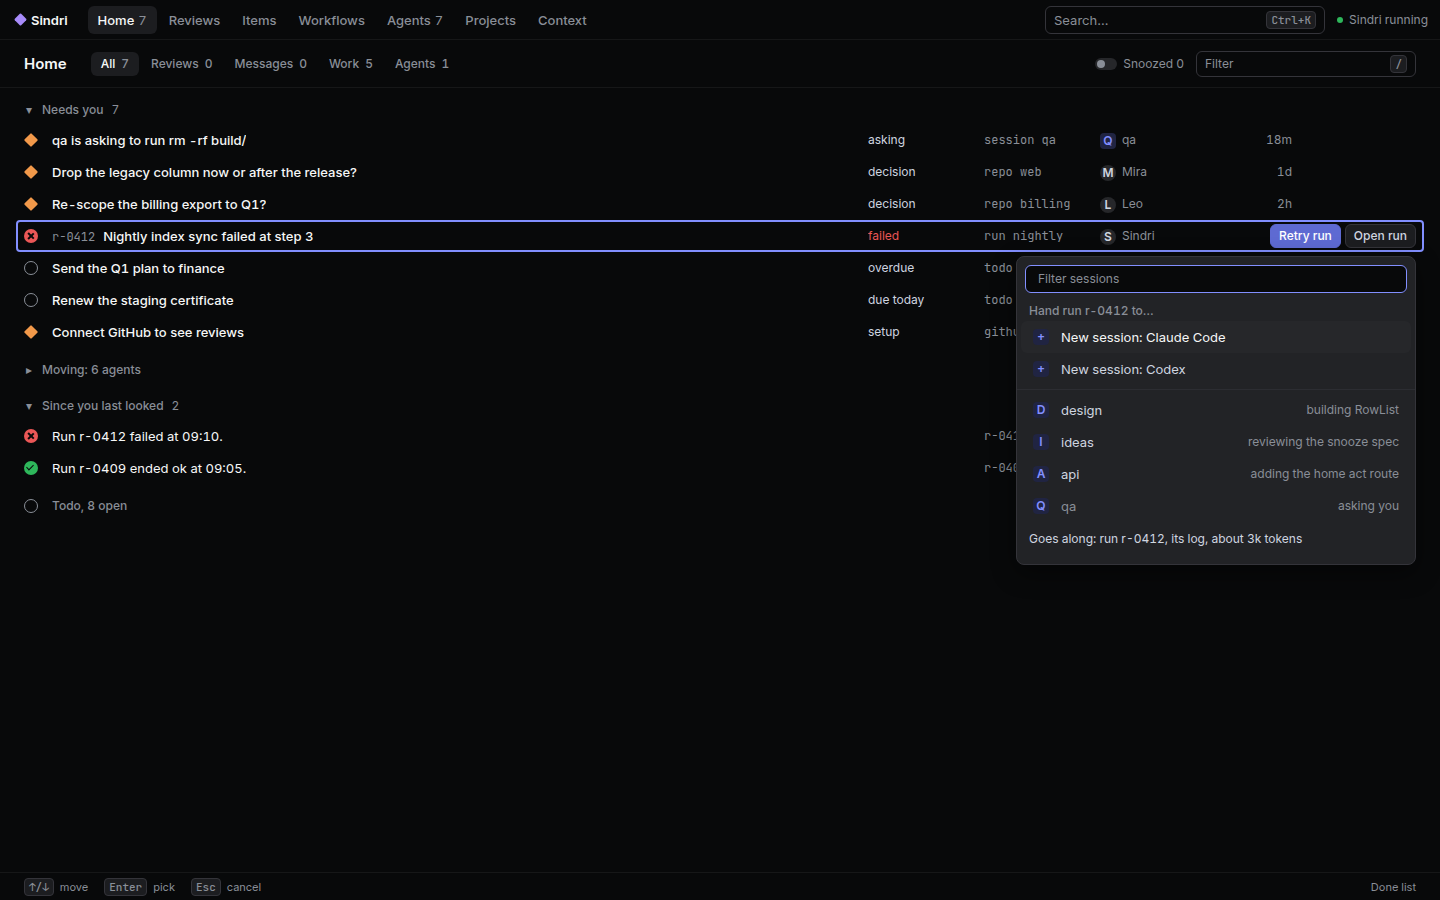 Sindri Home 7 Reviews Items Workflows Agents 7 Projects Context Search... Ctrl+K Sindri running
Home All 7 Reviews 0 Messages 0 Work 5 Agents 1 Snoozed 0 Filter /
Needs you 7
qa is asking to run rm -rf build/ asking session qa Q qa 18m
Drop the legacy column now or after the release? decision repo web M Mira 1d
Re-scope the billing export to Q1? decision repo billing L Leo 2h
r-0412 Nightly index sync failed at step 3 failed run nightly S Sindri Retry run Open run
Send the Q1 plan to finance overdue todo
Renew the staging certificate due today todo
Connect GitHub to see reviews setup
Moving: 6 agents
Since you last looked 2
Run r-0412 failed at 09:10.
Run r-0409 ended ok at 09:05.
Todo, 8 open
Filter sessions
Hand run r-0412 to...
+ New session: Claude Code
+ New session: Codex
D design building RowList
I ideas reviewing the snooze spec
A api adding the home act route
Q qa asking you
Goes along: run r-0412, its log, about 3k tokens
↑/↓ move Enter pick Esc cancel Done list